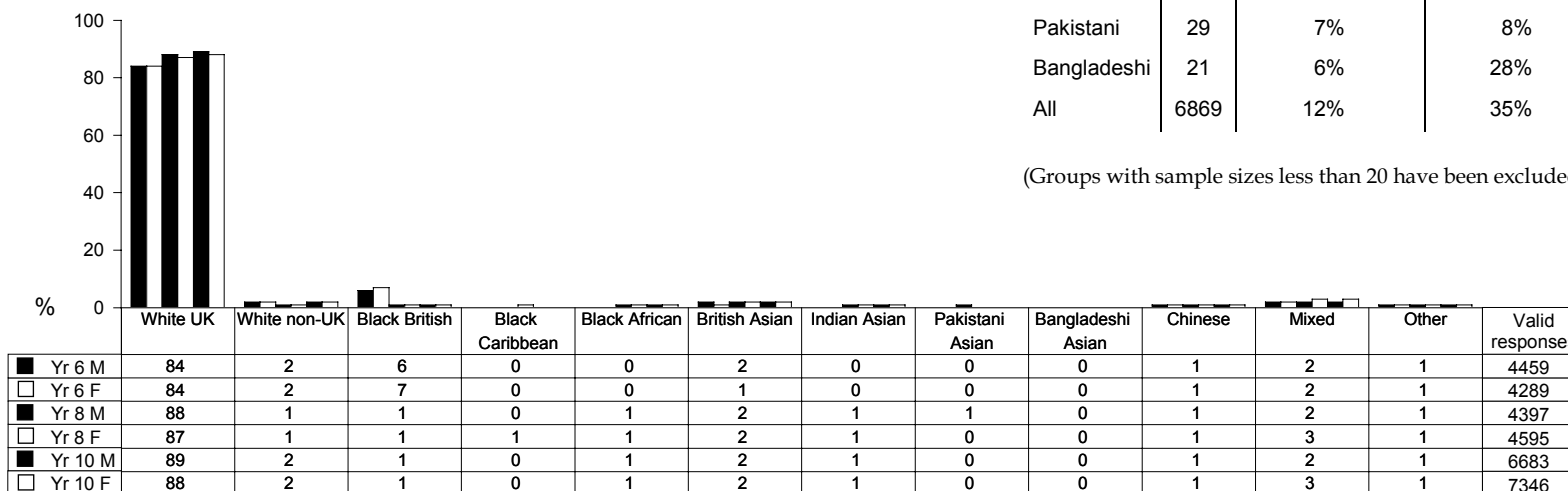 Pakistani 29 7% 8%
Bangladeshi 21 6% 28%
All 6869 12% 35%
(Groups with sample sizes less than 20 have been
100
80
60
40
20
% 0
White UK White non-UK Black British Black Caribbean Black African British Asian Indian Asian Pakistani Asian Bangladeshi Asian Chinese Mixed Other Valid response
Yr 6 M 84 2 6 0 0 2 0 0 0 1 2 1 4459
Yr 6 F 84 2 7 0 0 1 0 0 0 1 2 1 4289
Yr 8 M 88 1 1 0 1 2 1 1 0 1 2 1 4397
Yr 8 F 87 1 1 1 1 2 1 0 0 1 3 1 4595
Yr 10 M 89 2 1 0 1 2 1 0 0 1 2 1 6683
Yr 10 F 88 2 1 0 1 2 1 0 0 1 3 1 7346